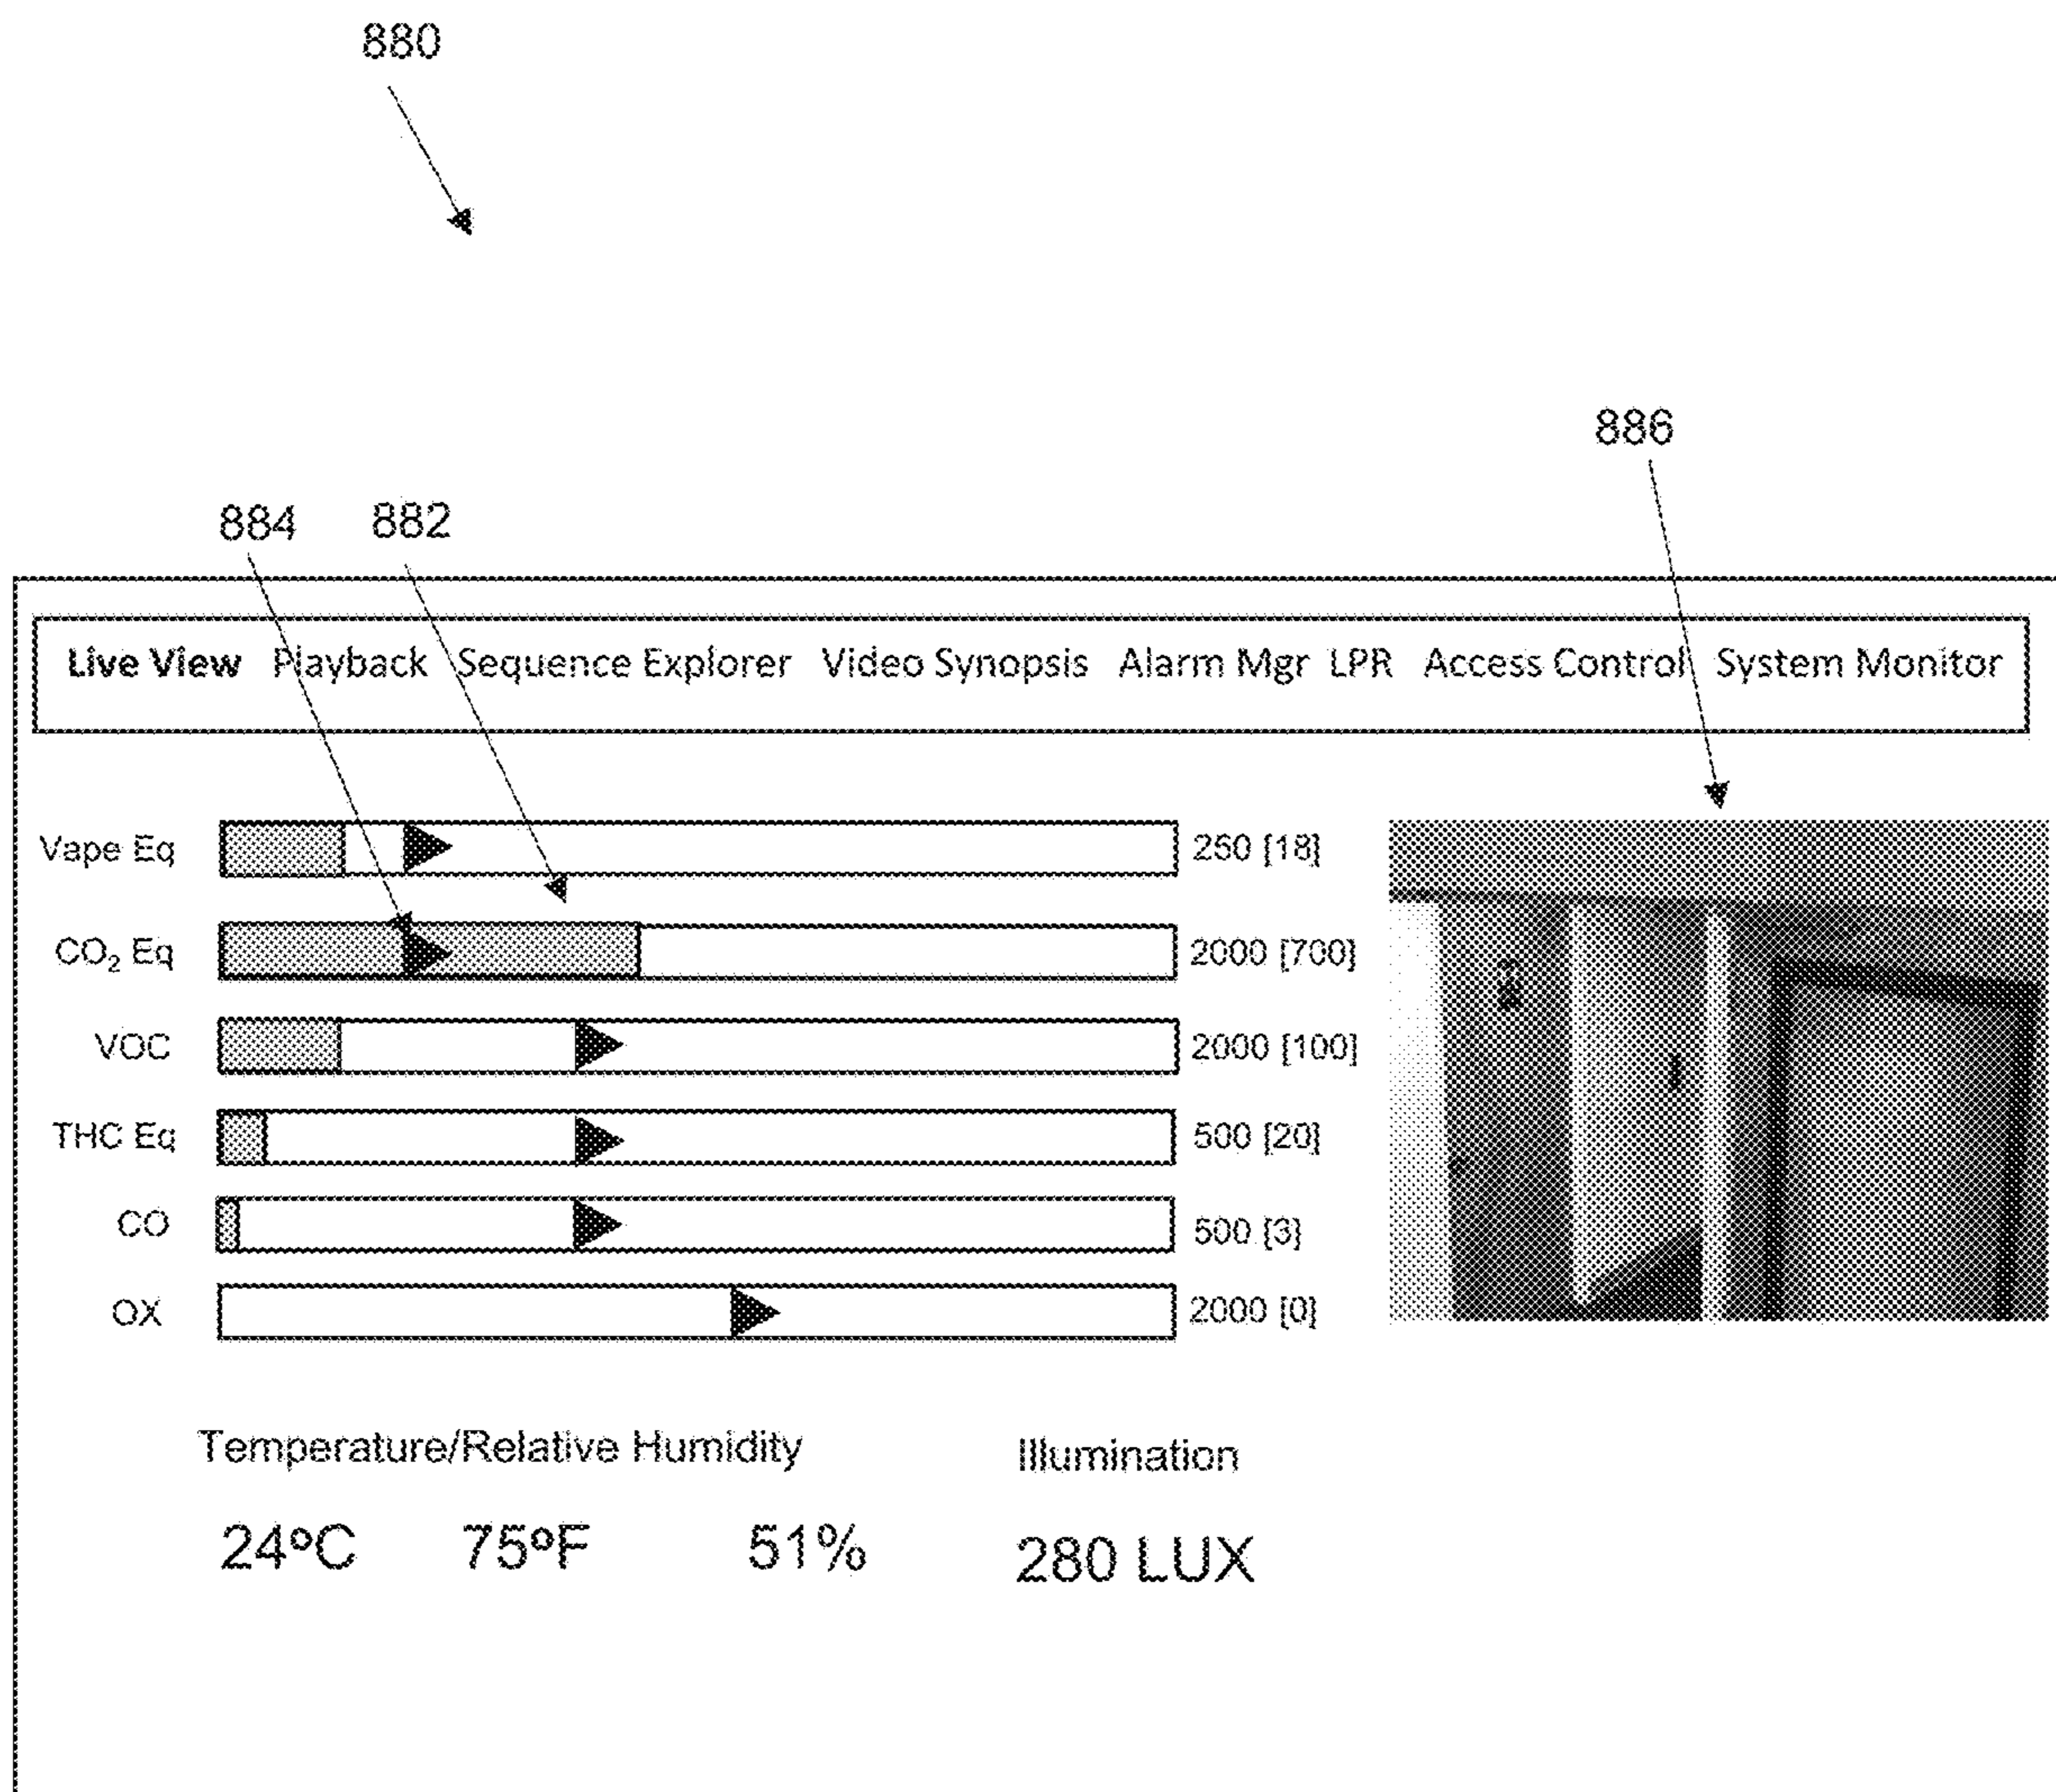 880
886
884 882
Live View Playback Sequence Explorer Video Synopsis Alarm Mgr LPR Access Control System Monitor
Vape Eq 250 [18]
CO₂ Eq 2000 [700]
VOC 2000 [100]
THC Eq 500 [20]
CO 500 [3]
OX 2000 [0]
Temperature/Relative Humidity Illumination
24ºC 75ºF 51% 280 LUX